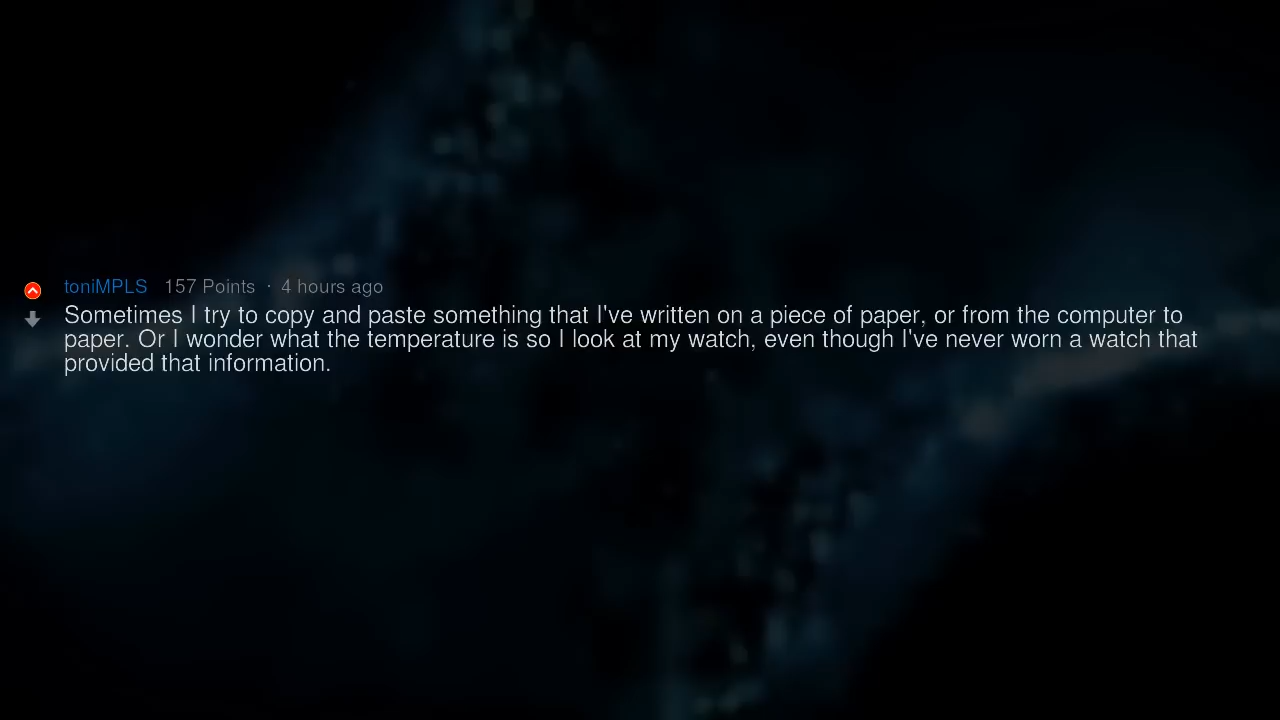 toniMPLS 157 Points · 4 hours ago
Sometimes I try to copy and paste something that I've written on a piece of paper, or from the computer to
paper. Or I wonder what the temperature is so I look at my watch, even though I've never worn a watch that
provided that information.